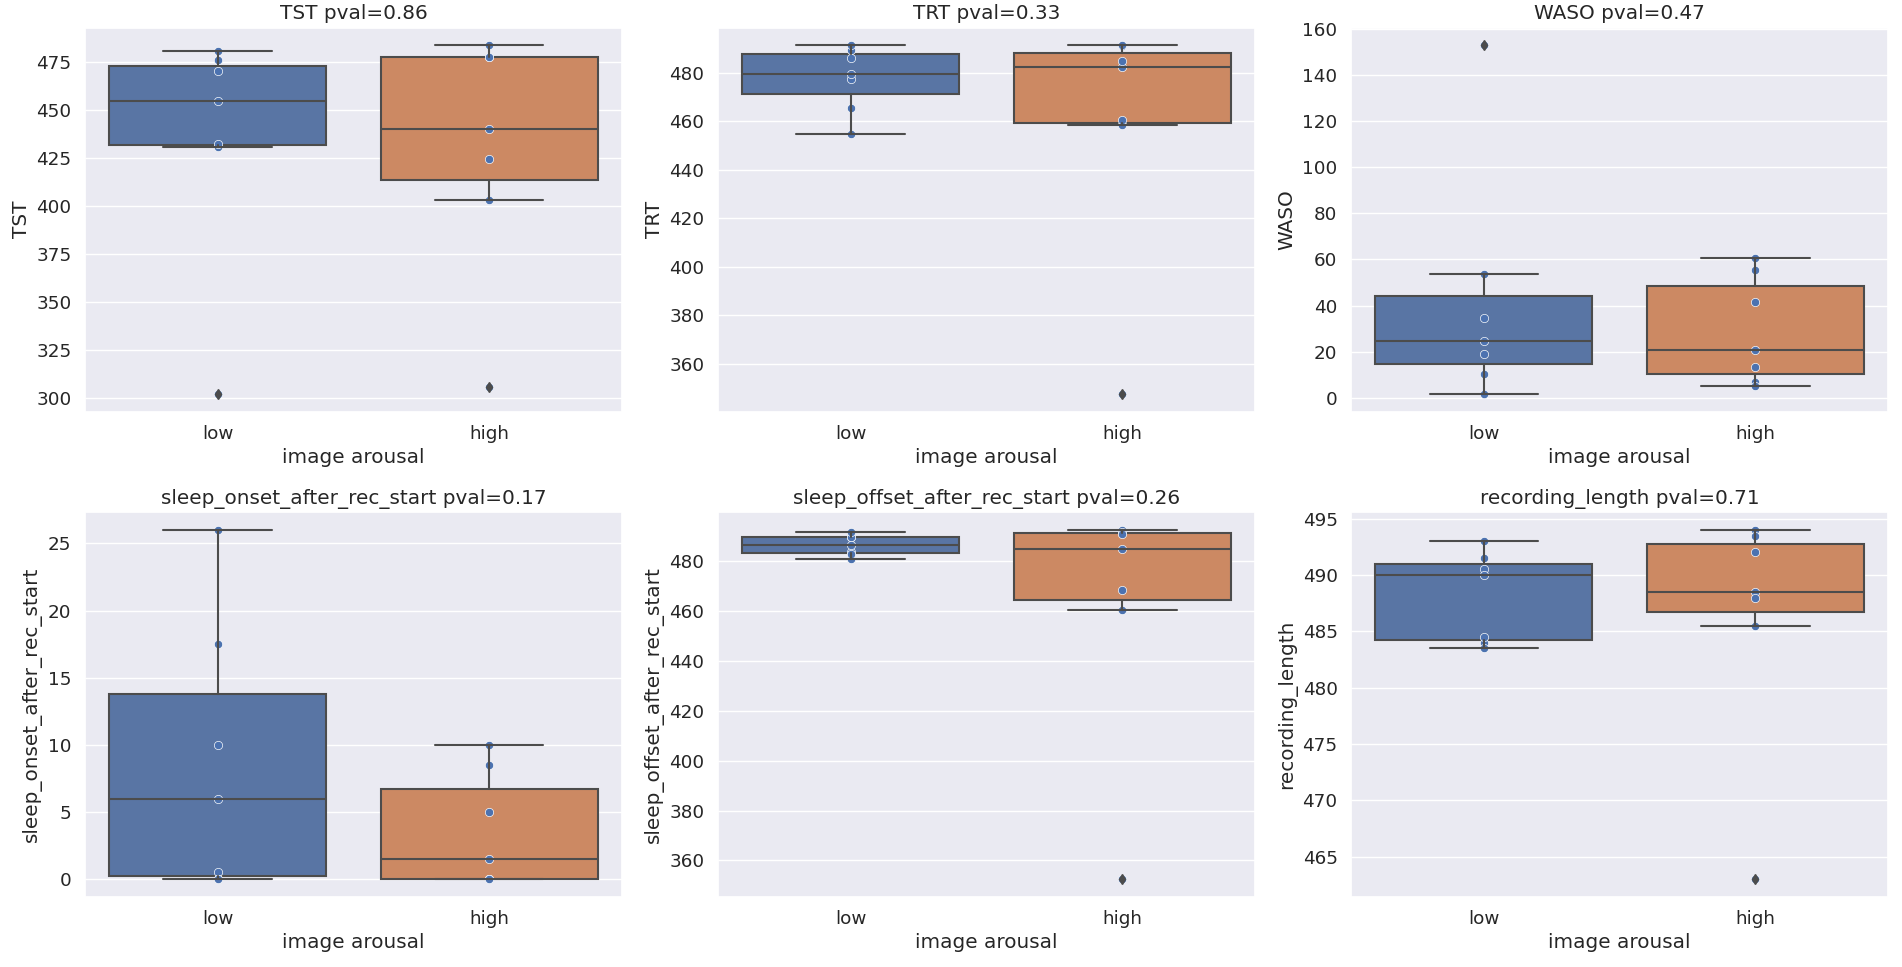 TST pval=0.86
TST
475
450
425
400
375
350
325
300
low
high
image arousal
TRT pval=0.33
TRT
480
460
440
420
400
380
360
low
high
image arousal
WASO pval=0.47
WASO
160
140
120
100
80
60
40
20
0
low
high
image arousal
sleep_onset_after_rec_start pval=0.17
sleep_onset_after_rec_start
25
20
15
10
5
0
low
high
image arousal
sleep_offset_after_rec_start pval=0.26
sleep_offset_after_rec_start
480
460
440
420
400
380
360
low
high
image arousal
recording_length pval=0.71
recording_length
495
490
485
480
475
470
465
low
high
image arousal